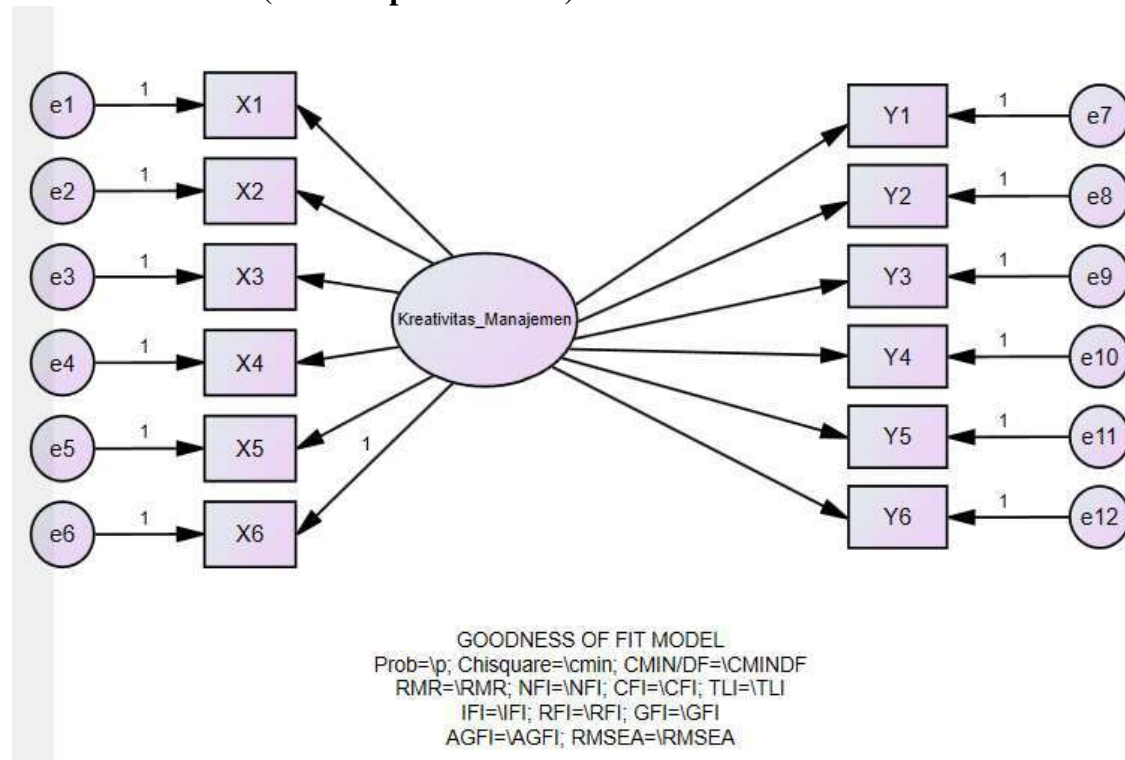 e1 1 X1 Y1 1 e7
e2 1 X2 Y2 1 e8
e3 1 X3 Kreativitas_Manajemen Y3 1 e9
e4 1 X4 Y4 1 e10
e5 1 X5 1 Y5 1 e11
e6 1 X6 Y6 1 e12
GOODNESS OF FIT MODEL
Prob=\p; Chisquare=\cmin; CMIN/DF=\CMINDF
RMR=\RMR; NFI=\NFI; CFI=\CFI; TLI=\TLI
IFI=\IFI; RFI=\RFI; GFI=\GFI
AGFI=\AGFI; RMSEA=\RMSEA